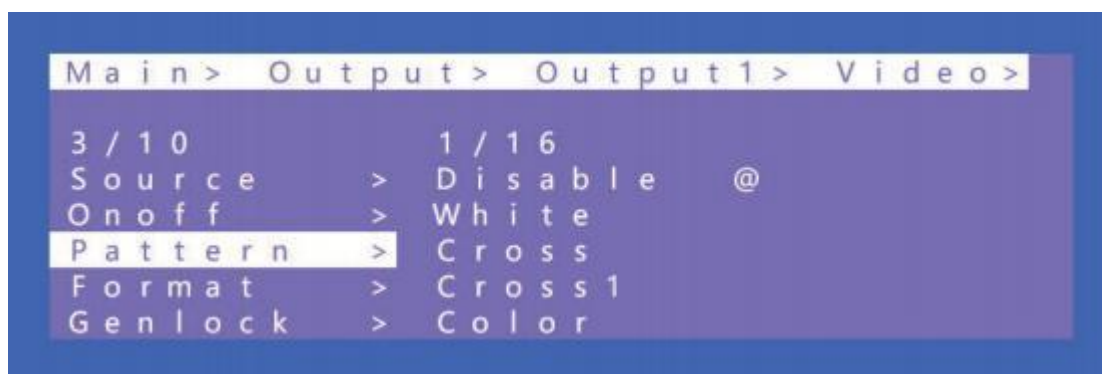 Main> Output> Output1> Video>
3/10 1/16
Source > Disable @
Onoff > White
Pattern > Cross
Format > Cross1
Genlock > Color